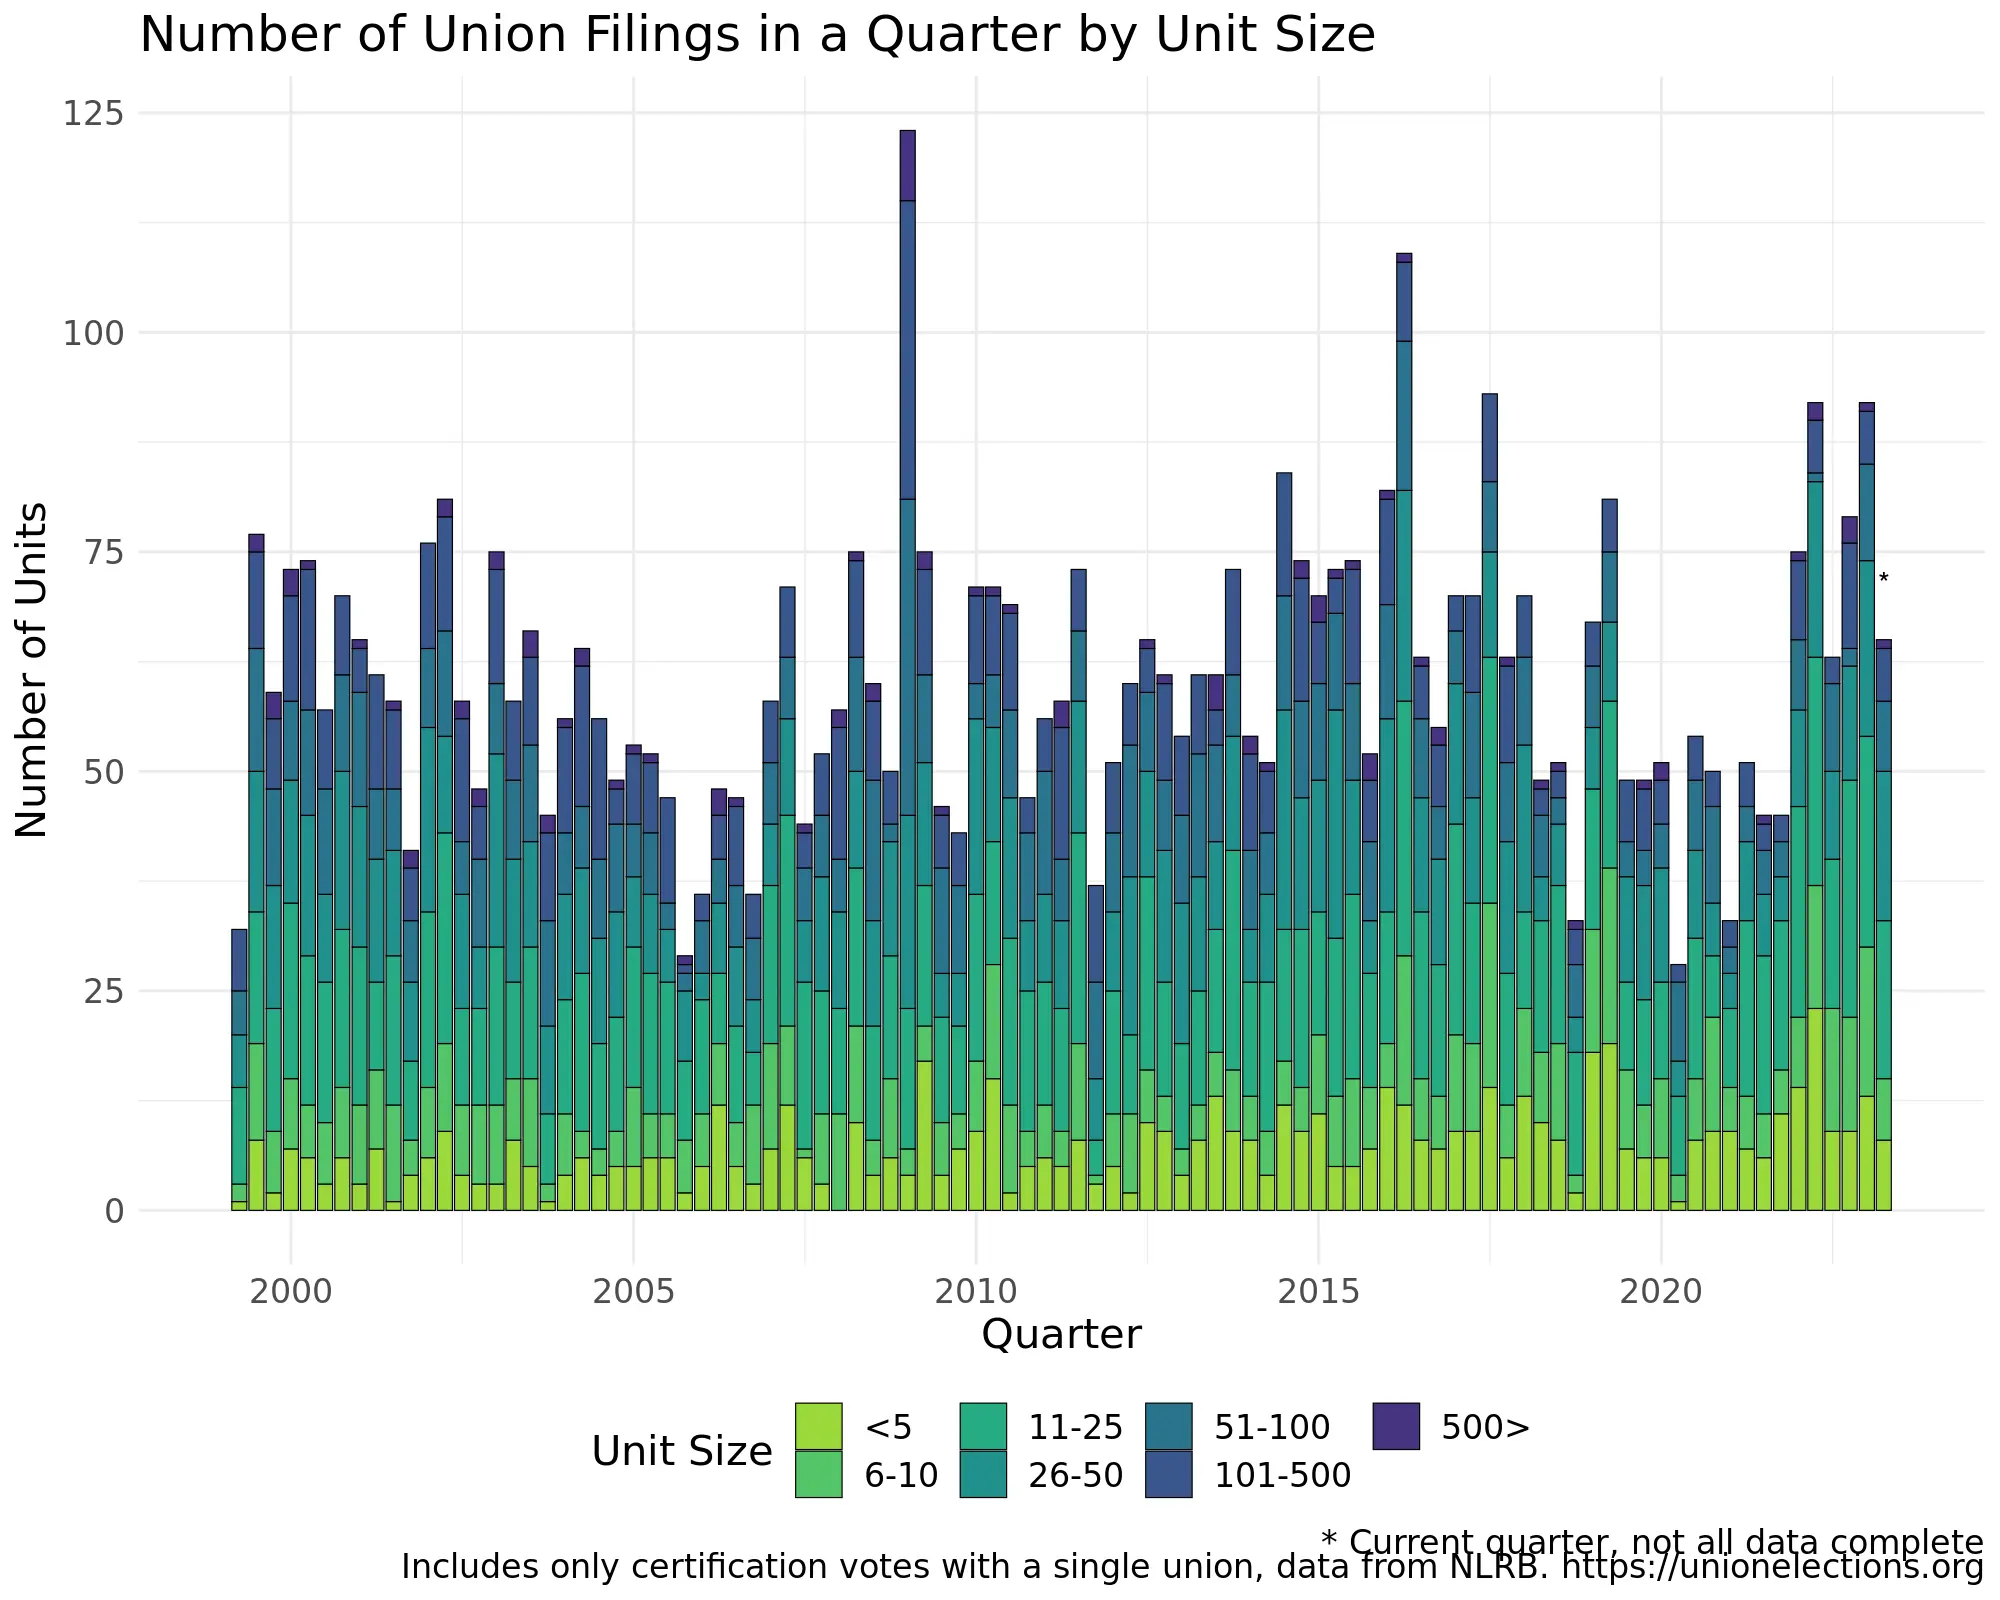 Number of Union Filings in a Quarter by Unit Size
125
100
75
50
25
0
Number of Units
*
2000 2005 2010 2015 2020
Quarter
Unit Size
<5 11-25 51-100 500>
6-10 26-50 101-500
* Current quarter, not all data complete
Includes only certification votes with a single union, data from NLRB. https://unionelections.org